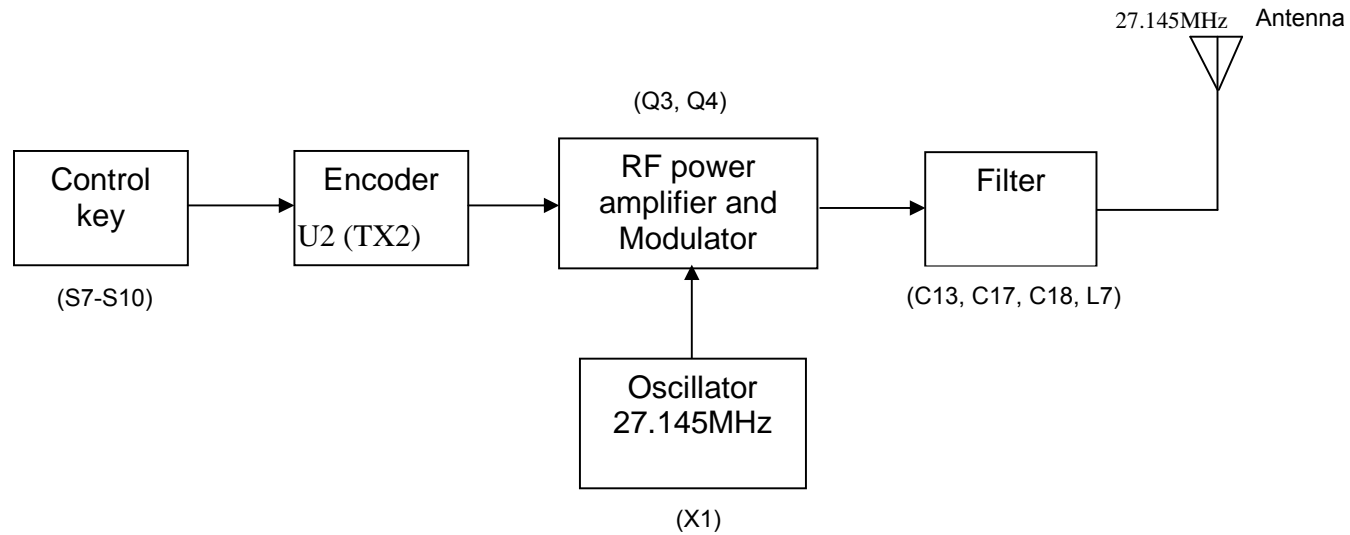 27.145MHz Antenna
(Q3, Q4)
Control
key
(S7-S10)
Encoder
U2 (TX2)
RF power
amplifier and
Modulator
Filter
(C13, C17, C18, L7)
Oscillator
27.145MHz
(X1)